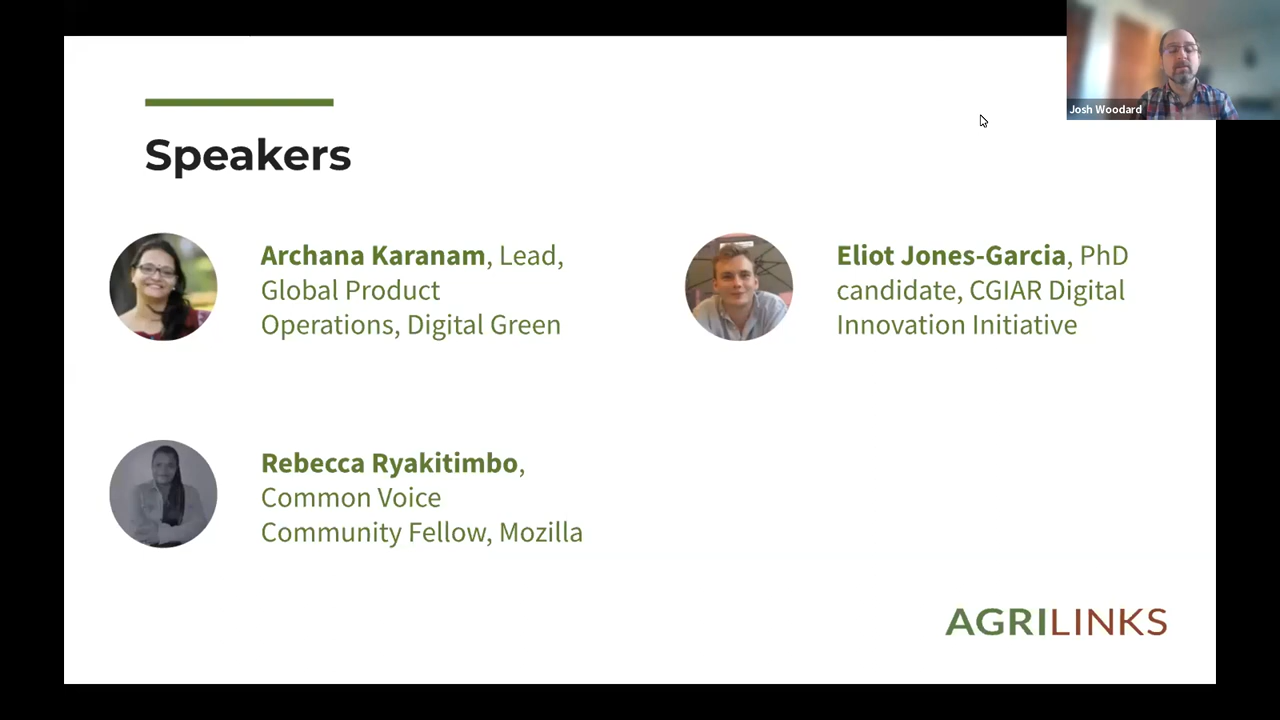 Josh Woodard
Speakers
Archana Karanam, Lead,
Global Product
Operations, Digital Green
Eliot Jones-Garcia, PhD
candidate, CGIAR Digital
Innovation Initiative
Rebecca Ryakitimbo,
Common Voice
Community Fellow, Mozilla
AGRILINKS